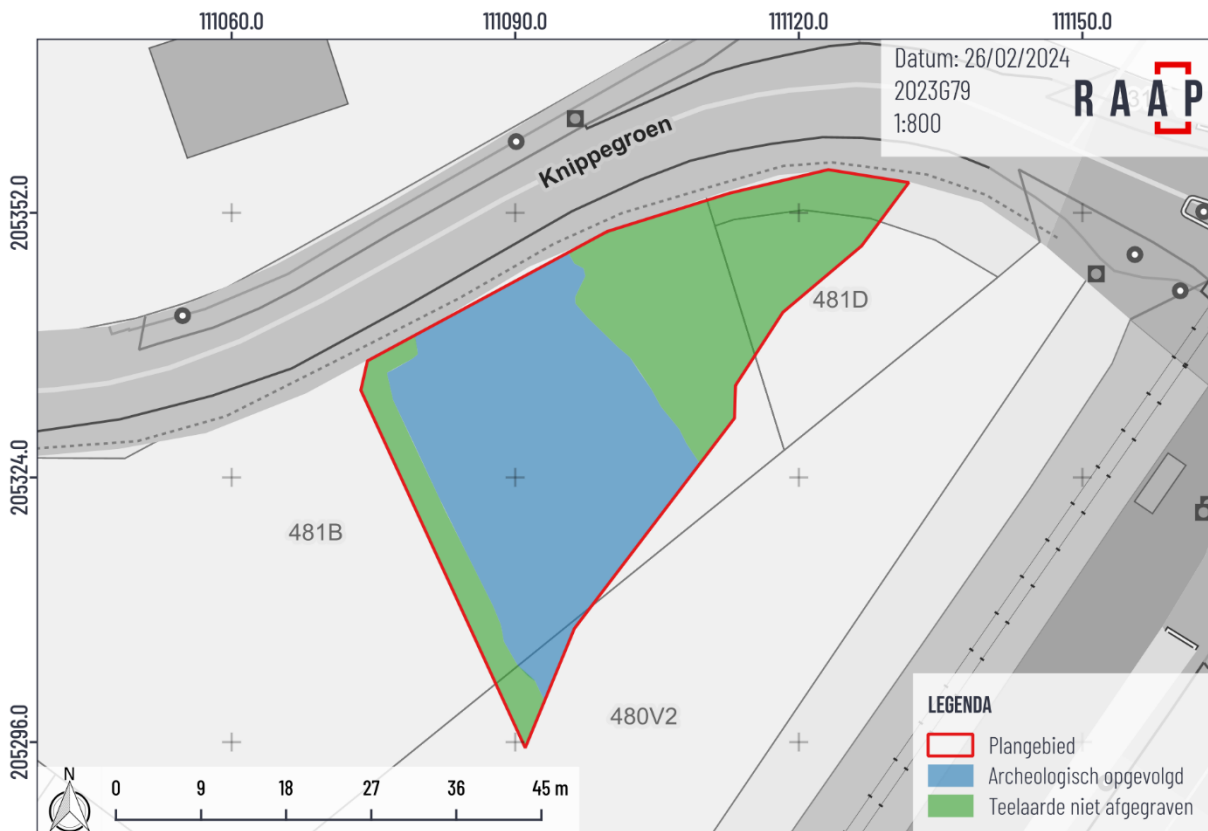 111060.0 111090.0 111120.0 111150.0
Datum: 26/02/2024
2023G79
1:800
RAAP
Knippegroen
205352.0
481D
205324.0
481B
480V2
205296.0
LEGENDA
Plangebied
Archeologisch opgevolgd
Teelaarde niet afgegraven
N
0 9 18 27 36 45 m